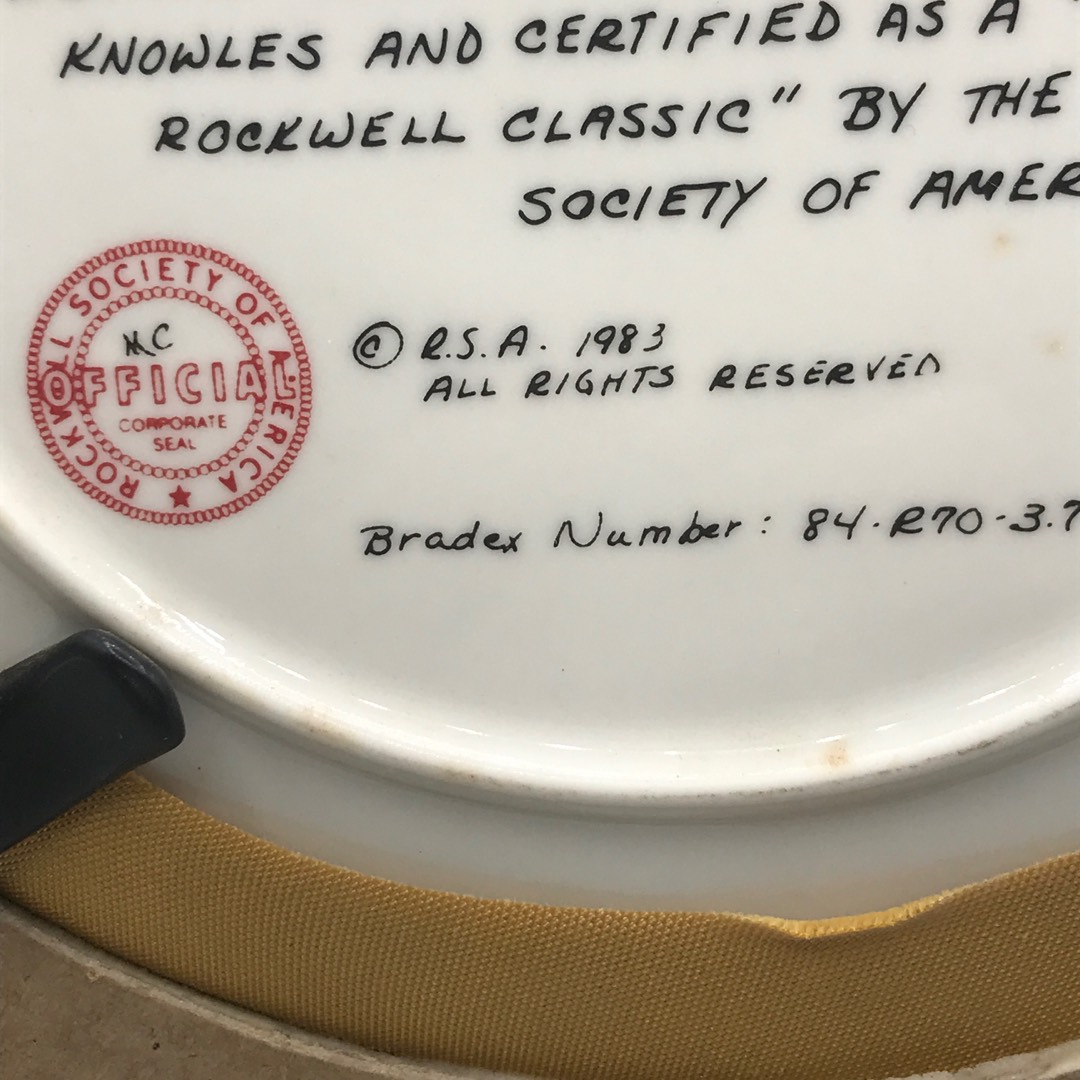 KNOWLES AND CERTIFIED AS A "
ROCKWELL CLASSIC" BY THE
SOCIETY OF AMER
ROCKWELL SOCIETY OF AMERICA ★
MC
OFFICIAL
CORPORATE
SEAL
© R.S.A. 1983
ALL RIGHTS RESERVED
Bradex Number: 84-R70-3.7